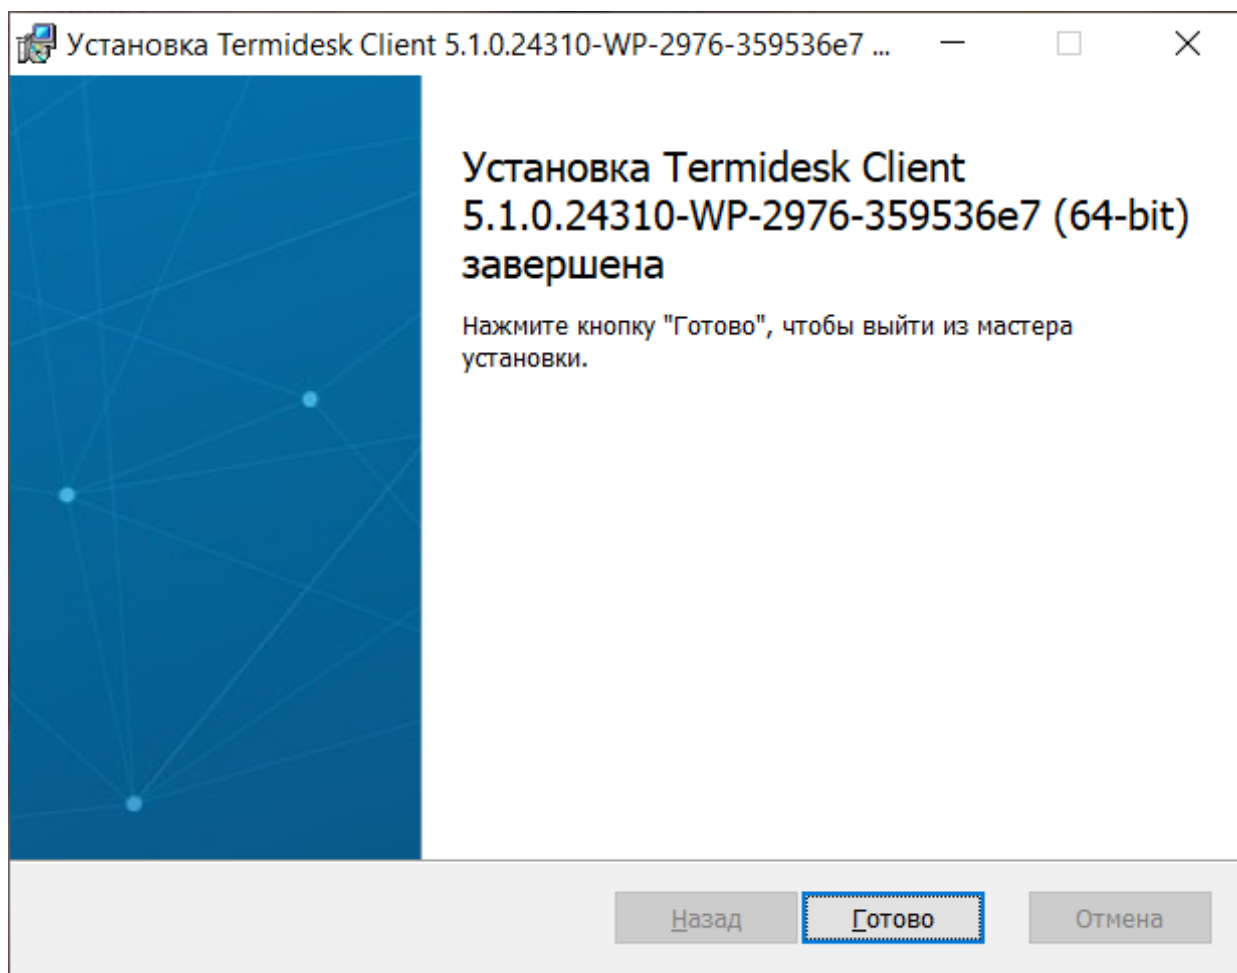 Установка Termidesk Client 5.1.0.24310-WP-2976-359536e7 ...
Установка Termidesk Client
5.1.0.24310-WP-2976-359536e7 (64-bit)
завершена
Нажмите кнопку "Готово", чтобы выйти из мастера
установки.
Назад
Готово
Отмена